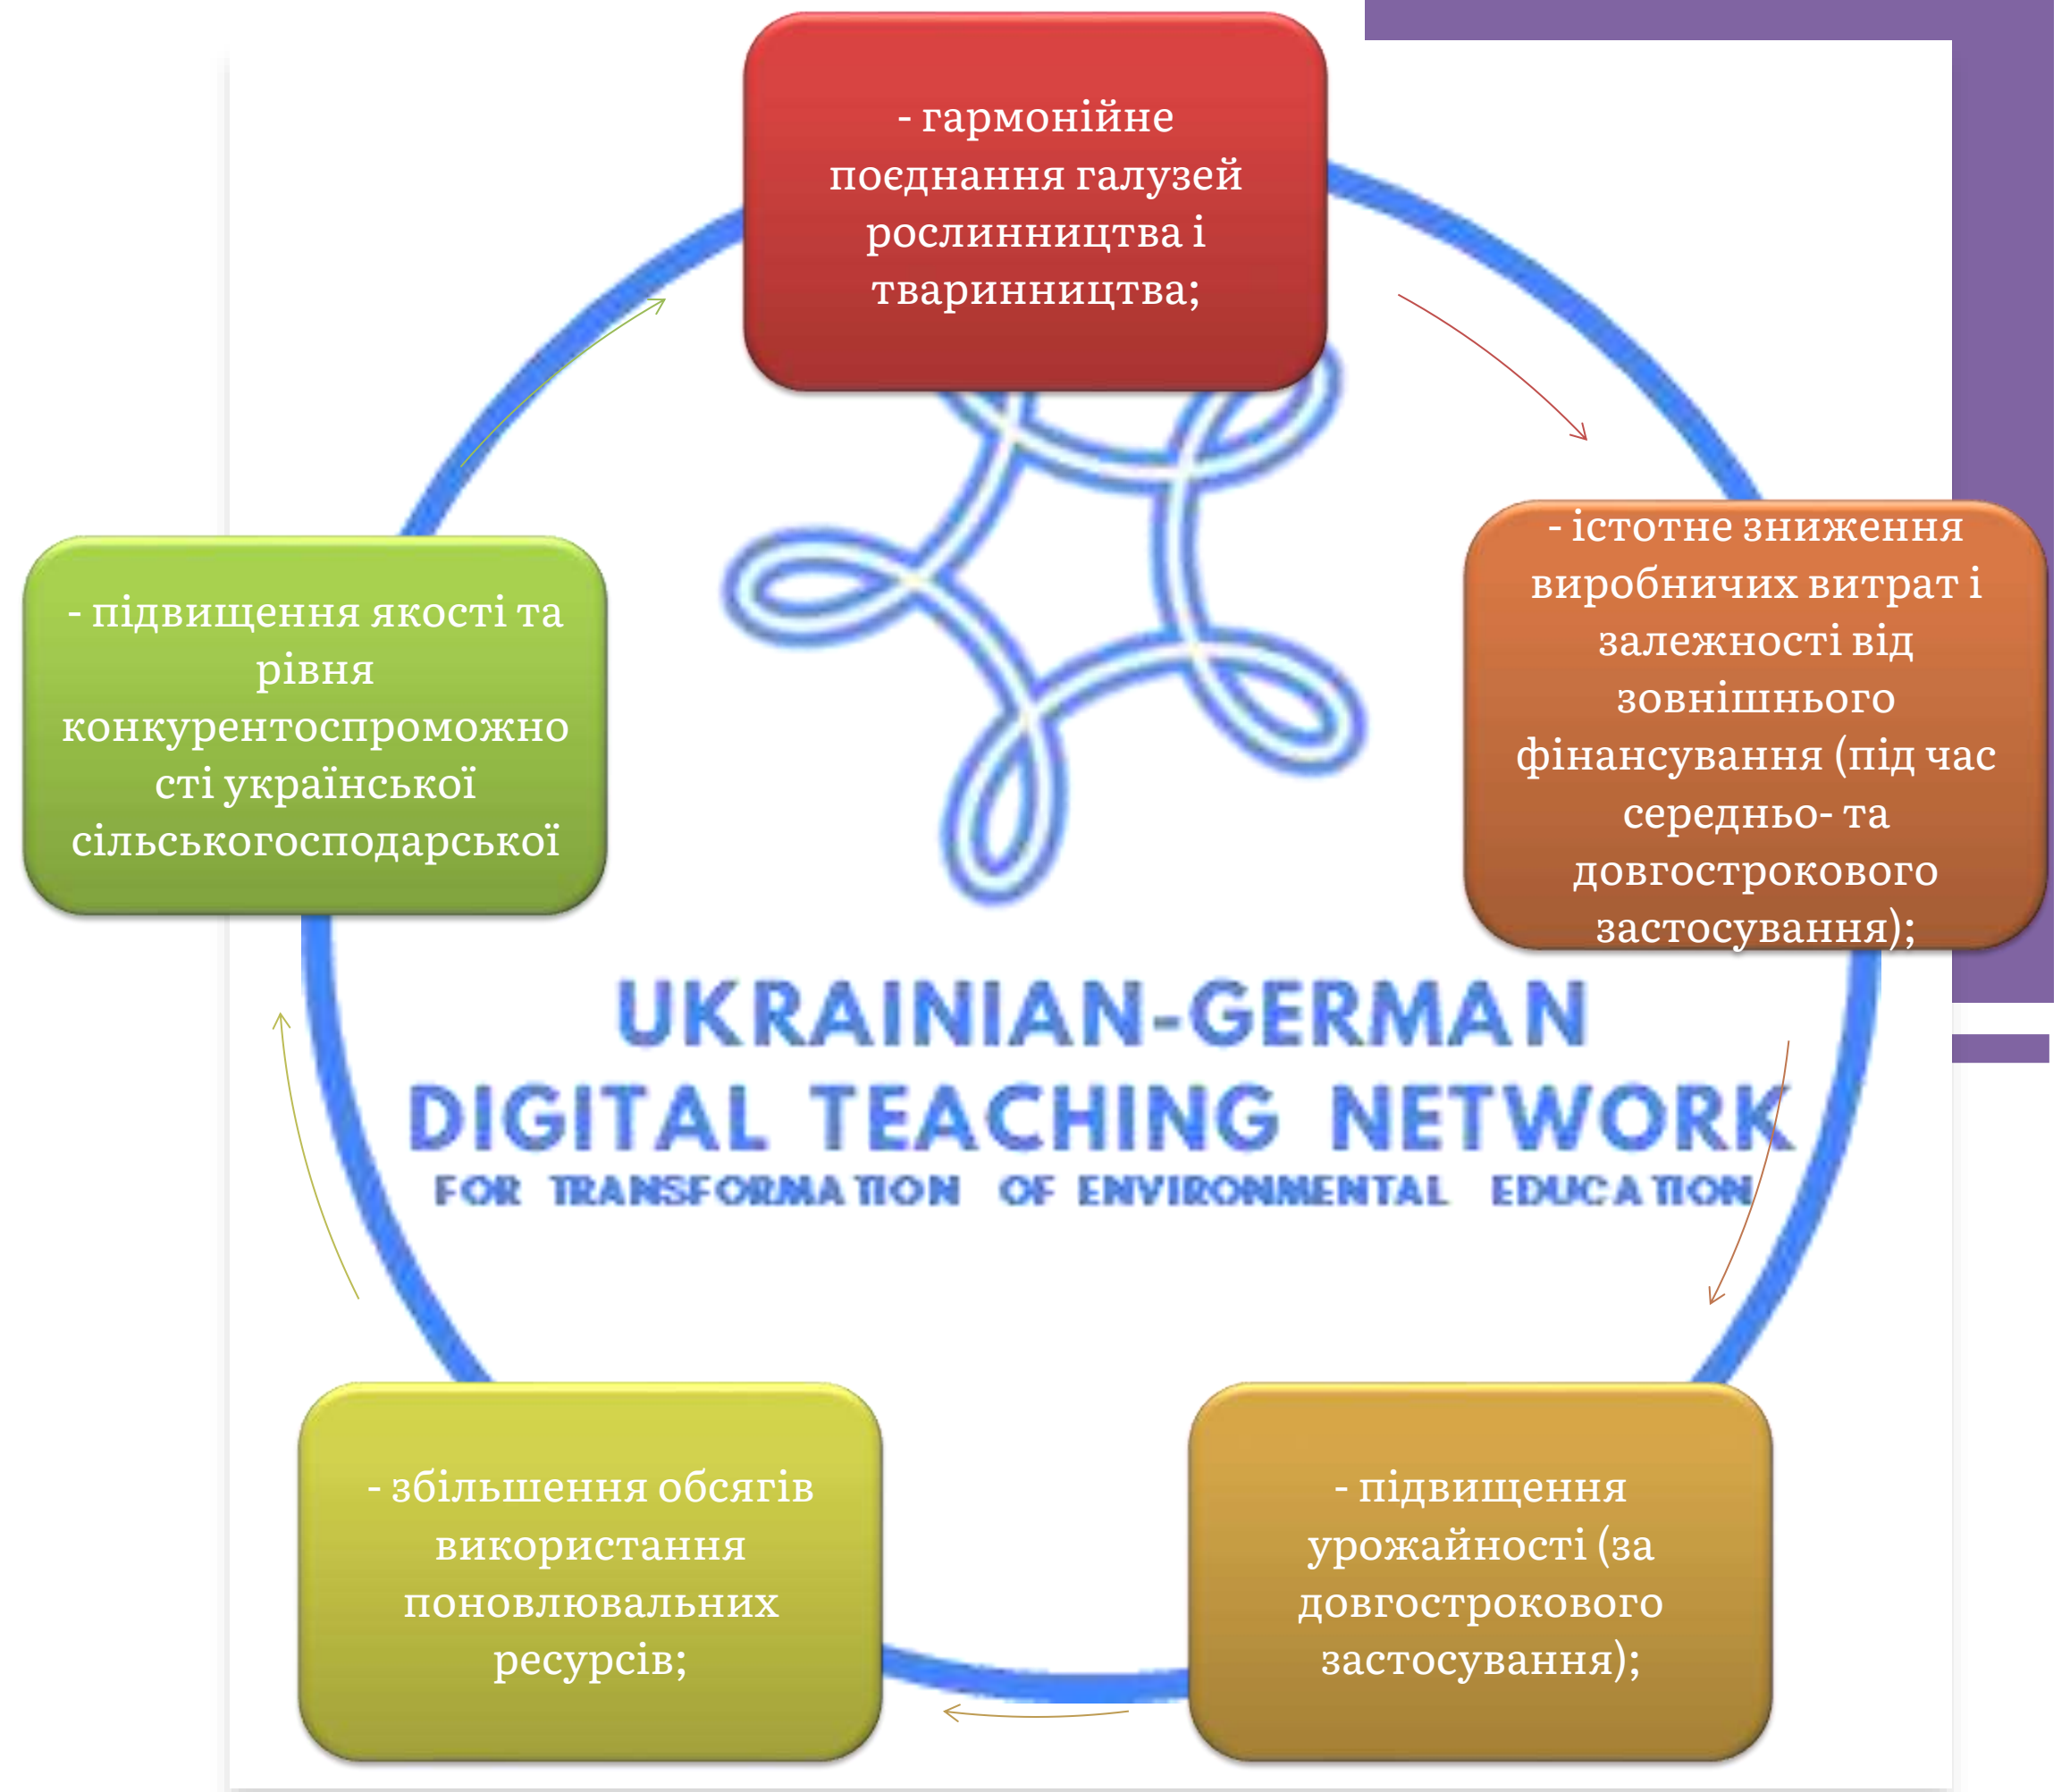 - гармонійне
поєднання галузей
рослинництва і
тваринництва;
- істотне зниження
виробничих витрат і
залежності від
зовнішнього
фінансування (під час
середньо- та
довгострокового
застосування);
- підвищення
урожайності (за
довгострокового
застосування);
- збільшення обсягів
використання
поновлювальних
ресурсів;
- підвищення якості та
рівня
конкурентоспроможно
сті української
сільськогосподарської
UKRAINIAN-GERMAN
DIGITAL TEACHING NETWORK
FOR TRANSFORMATION OF ENVIRONMENTAL EDUCATION